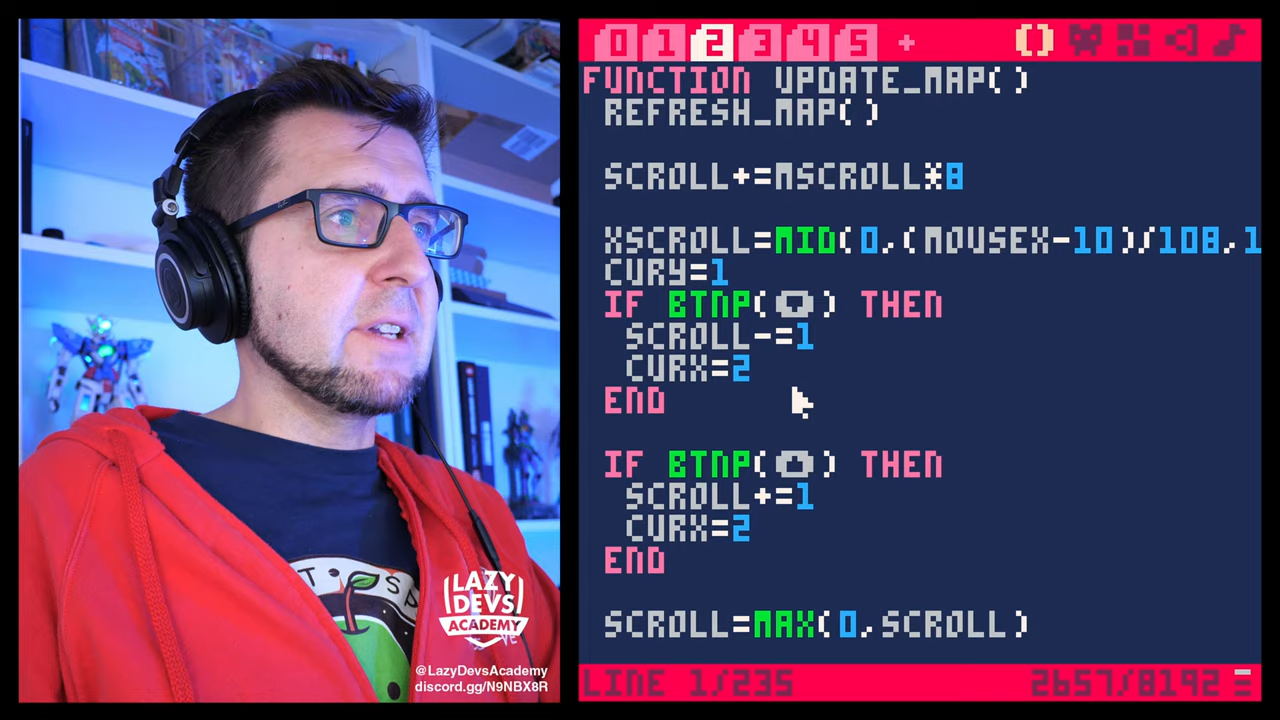 0 1 2 3 4 5 +
FUNCTION UPDATE_MAP()
REFRESH_MAP()
SCROLL+=MSCROLL*8
XSCROLL=MID(0,(MOUSEX-10)/108,1
CURY=1
IF BTNP(⬇️) THEN
SCROLL-=1
CURX=2
END
IF BTNP(⬆️) THEN
SCROLL+=1
CURX=2
END
SCROLL=MAX(0,SCROLL)
LINE 1/235
2657/8192
LAZY
DEVS
ACADEMY
@LazyDevsAcademy
discord.gg/N9NBX8R